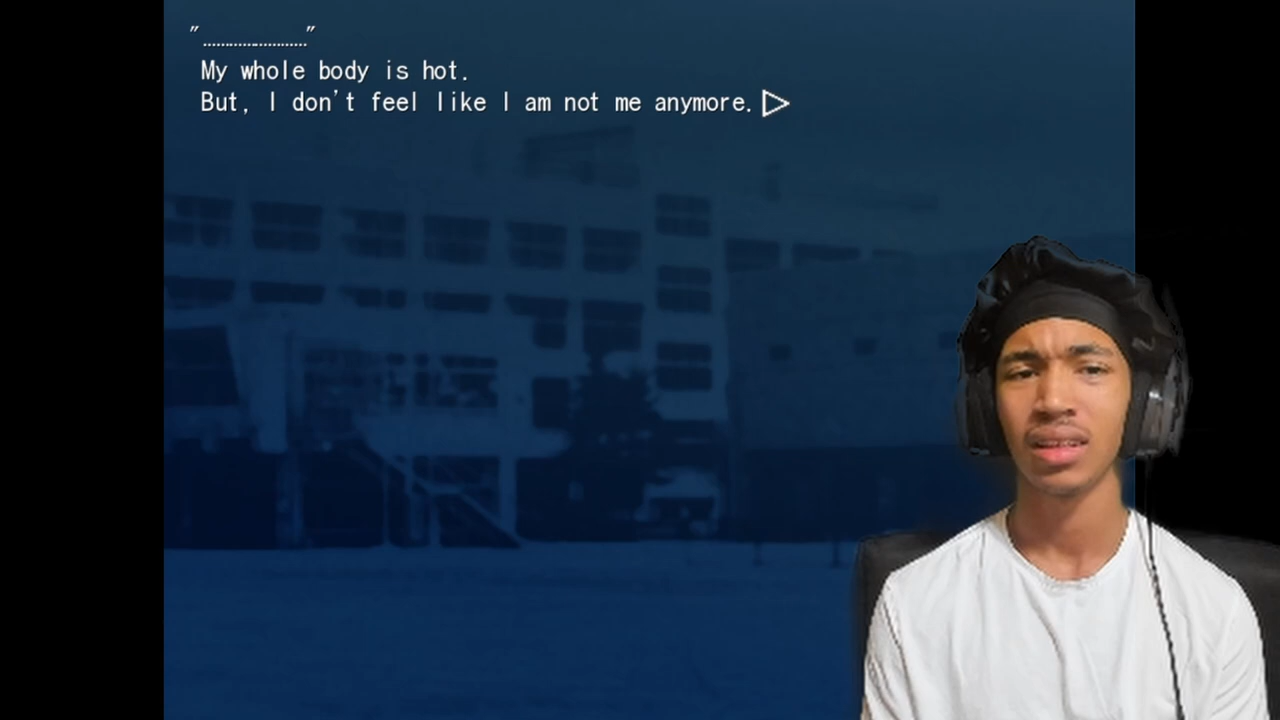 "........................"
My whole body is hot.
But, I don't feel like I am not me anymore.